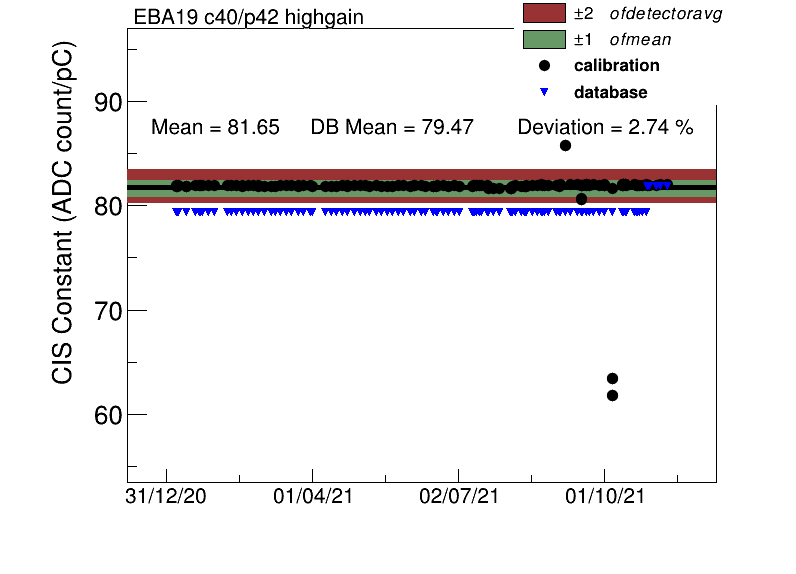 EBA19 c40/p42 highgain
±2 ofdetectoravg
±1 ofmean
calibration
database
CIS Constant (ADC count/pC)
Mean = 81.65 DB Mean = 79.47 Deviation = 2.74 %
90
80
70
60
31/12/20 01/04/21 02/07/21 01/10/21